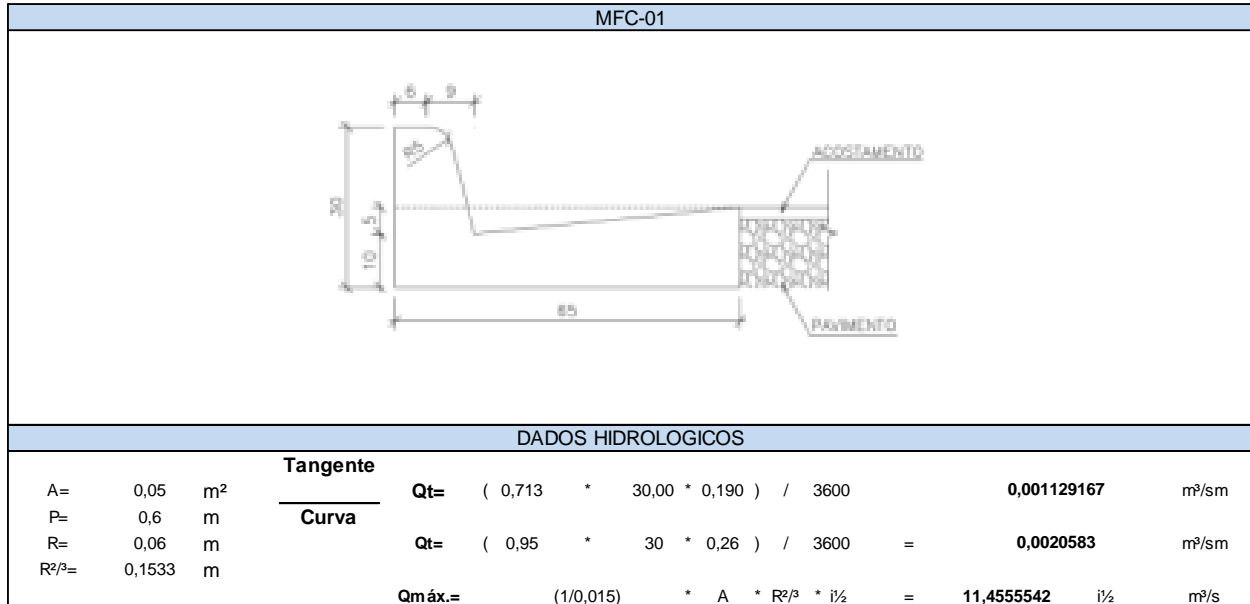 MFC-01
6 9
R5
30
5
10
65
ACOSTAMENTO
PAVIMENTO
DADOS HIDROLOGICOS
Tangente
A= 0,05 m² Qt= ( 0,713 * 30,00 * 0,190 ) / 3600 0,001129167 m³/sm
P= 0,6 m Curva
R= 0,06 m Qt= ( 0,95 * 30 * 0,26 ) / 3600 = 0,0020583 m³/sm
R²/³= 0,1533 m
Qmáx.= (1/0,015) * A * R²/³ * i½ = 11,4555542 i½ m³/s